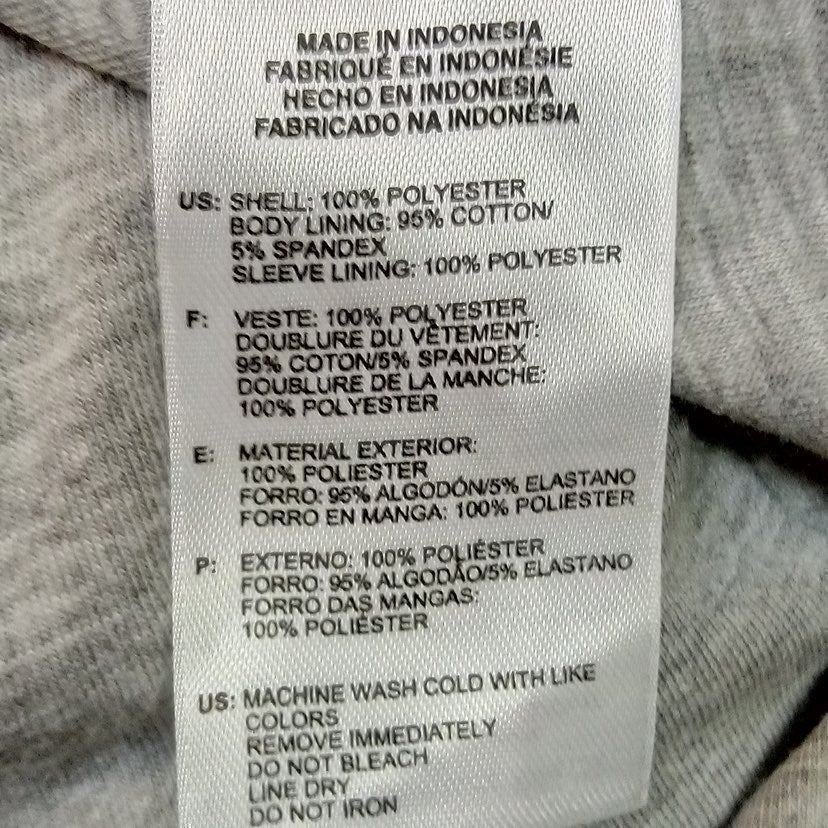 MADE IN INDONESIA
FABRIQUÉ EN INDONÉSIE
HECHO EN INDONESIA
FABRICADO NA INDONÉSIA
US: SHELL: 100% POLYESTER
BODY LINING: 95% COTTON/
5% SPANDEX
SLEEVE LINING: 100% POLYESTER
F: VESTE: 100% POLYESTER
DOUBLURE DU VÊTEMENT:
95% COTON/5% SPANDEX
DOUBLURE DE LA MANCHE:
100% POLYESTER
E: MATERIAL EXTERIOR:
100% POLIESTER
FORRO: 95% ALGODÓN/5% ELASTANO
FORRO EN MANGA: 100% POLIESTER
P: EXTERNO: 100% POLIÉSTER
FORRO: 95% ALGODÃO/5% ELASTANO
FORRO DAS MANGAS:
100% POLIÉSTER
US: MACHINE WASH COLD WITH LIKE
COLORS
REMOVE IMMEDIATELY
DO NOT BLEACH
LINE DRY
DO NOT IRON